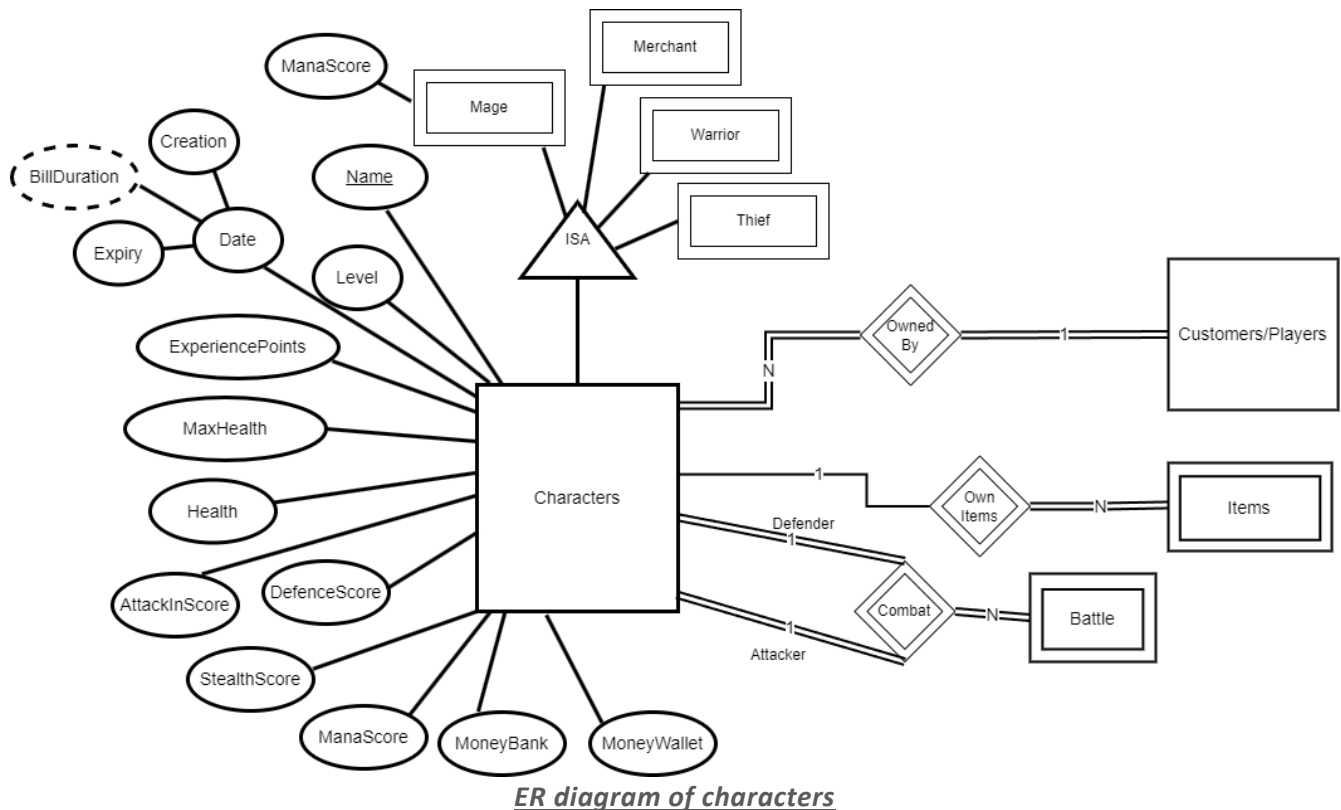 Merchant
ManaScore
Mage
Warrior
Creation
BillDuration
Name
Thief
Date
ISA
Expiry
Level
Owned
By
1
Customers/Players
ExperiencePoints
N
MaxHealth
1
Characters
Own
Items
N
Items
Health
Defender
1
AttackInScore
DefenceScore
Combat
N
Battle
1
Attacker
StealthScore
ManaScore
MoneyBank
MoneyWallet
ER diagram of characters